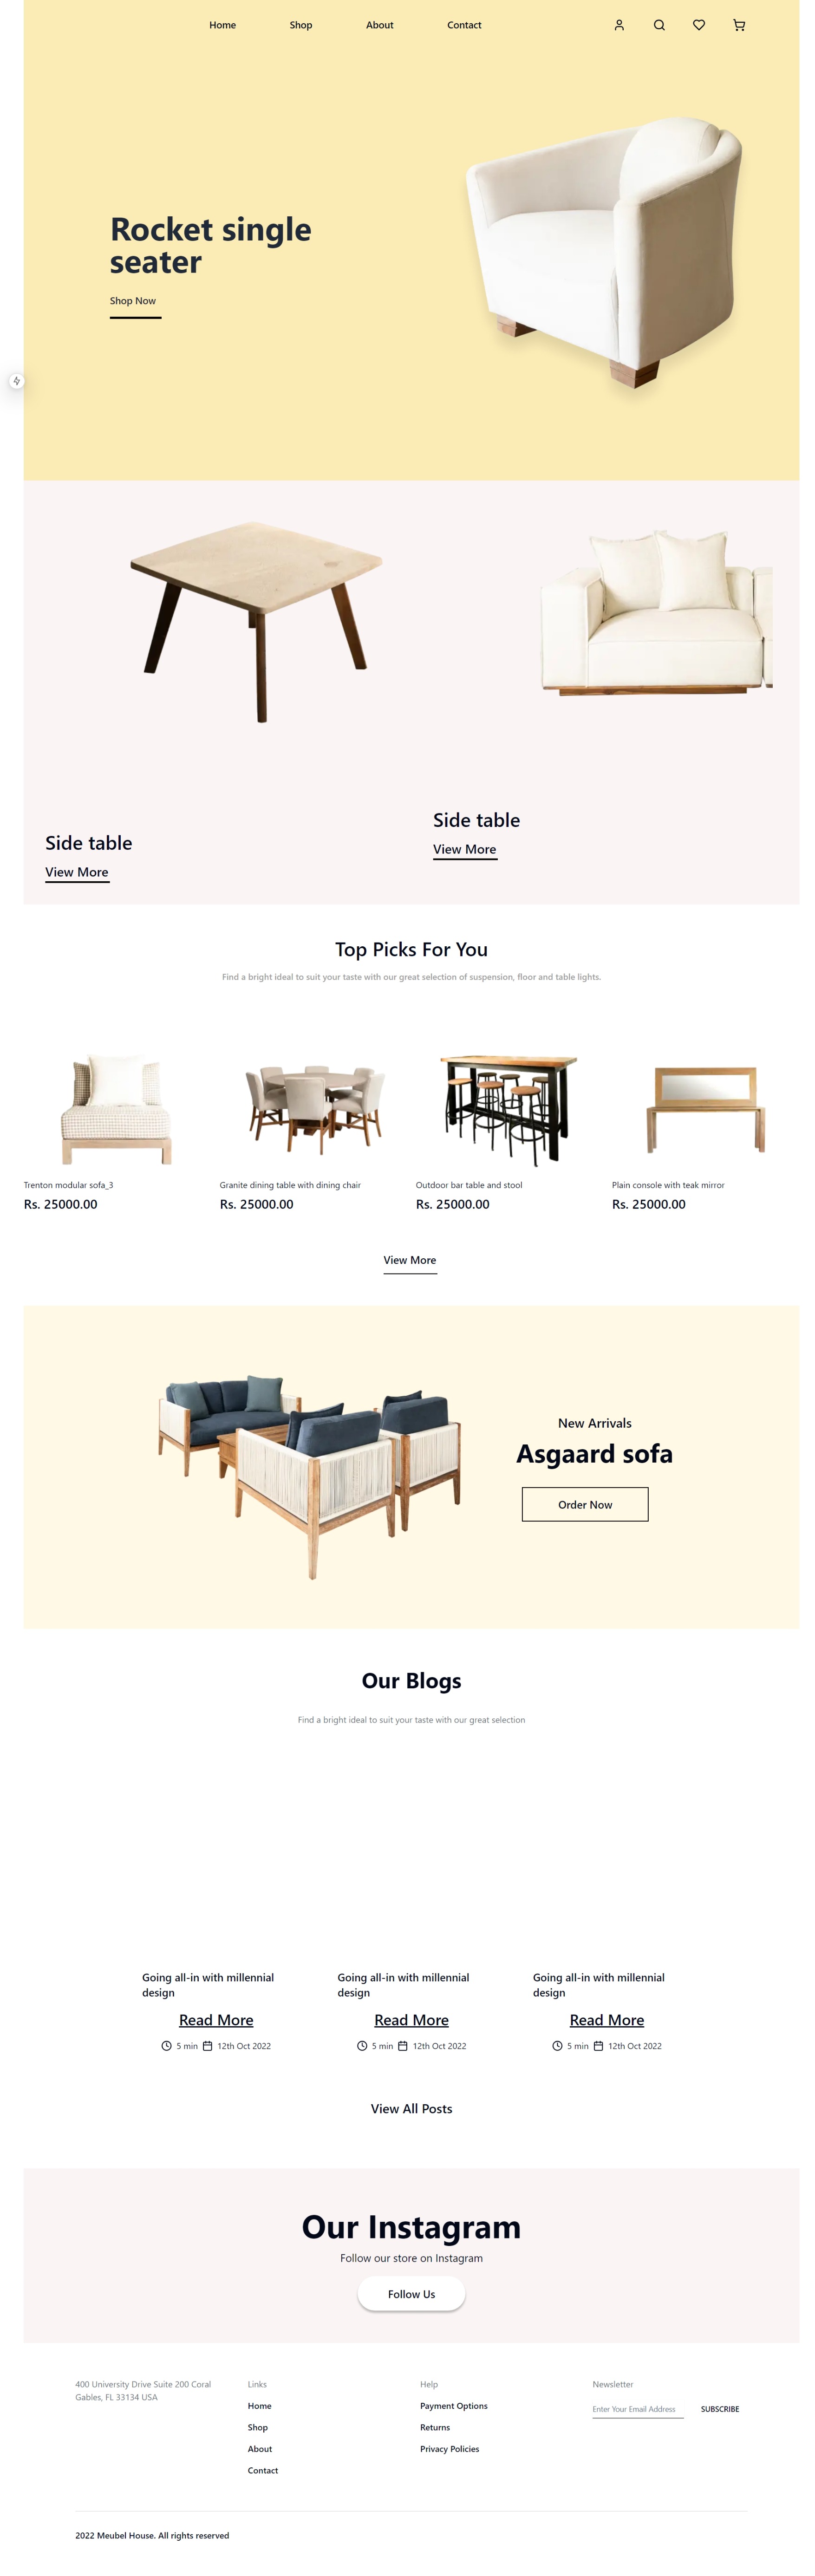 Home Shop About Contact
Rocket single
seater
Shop Now
Side table
View More
Side table
View More
Top Picks For You
Find a bright ideal to suit your taste with our great selection of suspension, floor and table lights.
Trenton modular sofa_3
Rs. 25000.00
Granite dining table with dining chair
Rs. 25000.00
Outdoor bar table and stool
Rs. 25000.00
Plain console with teak mirror
Rs. 25000.00
View More
New Arrivals
Asgaard sofa
Order Now
Our Blogs
Find a bright ideal to suit your taste with our great selection
Going all-in with millennial
design
Read More
5 min 12th Oct 2022
Going all-in with millennial
design
Read More
5 min 12th Oct 2022
Going all-in with millennial
design
Read More
5 min 12th Oct 2022
View All Posts
Our Instagram
Follow our store on Instagram
Follow Us
400 University Drive Suite 200 Coral
Gables, FL 33134 USA
Links
Home
Shop
About
Contact
Help
Payment Options
Returns
Privacy Policies
Newsletter
Enter Your Email Address SUBSCRIBE
2022 Meubel House. All rights reserved